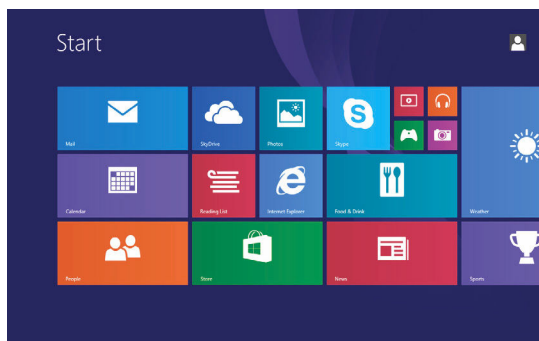 Start
Mail
SkyDrive
Photos
Skype
Weather
Calendar
Reading List
Internet Explorer
Food & Drink
People
Store
News
Sports